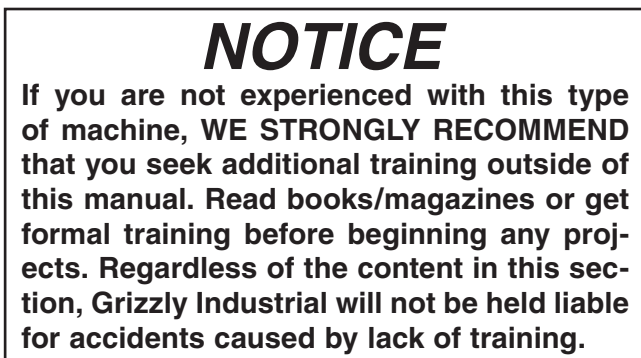 NOTICE
If you are not experienced with this type
of machine, WE STRONGLY RECOMMEND
that you seek additional training outside of
this manual. Read books/magazines or get
formal training before beginning any proj-
ects. Regardless of the content in this sec-
tion, Grizzly Industrial will not be held liable
for accidents caused by lack of training.